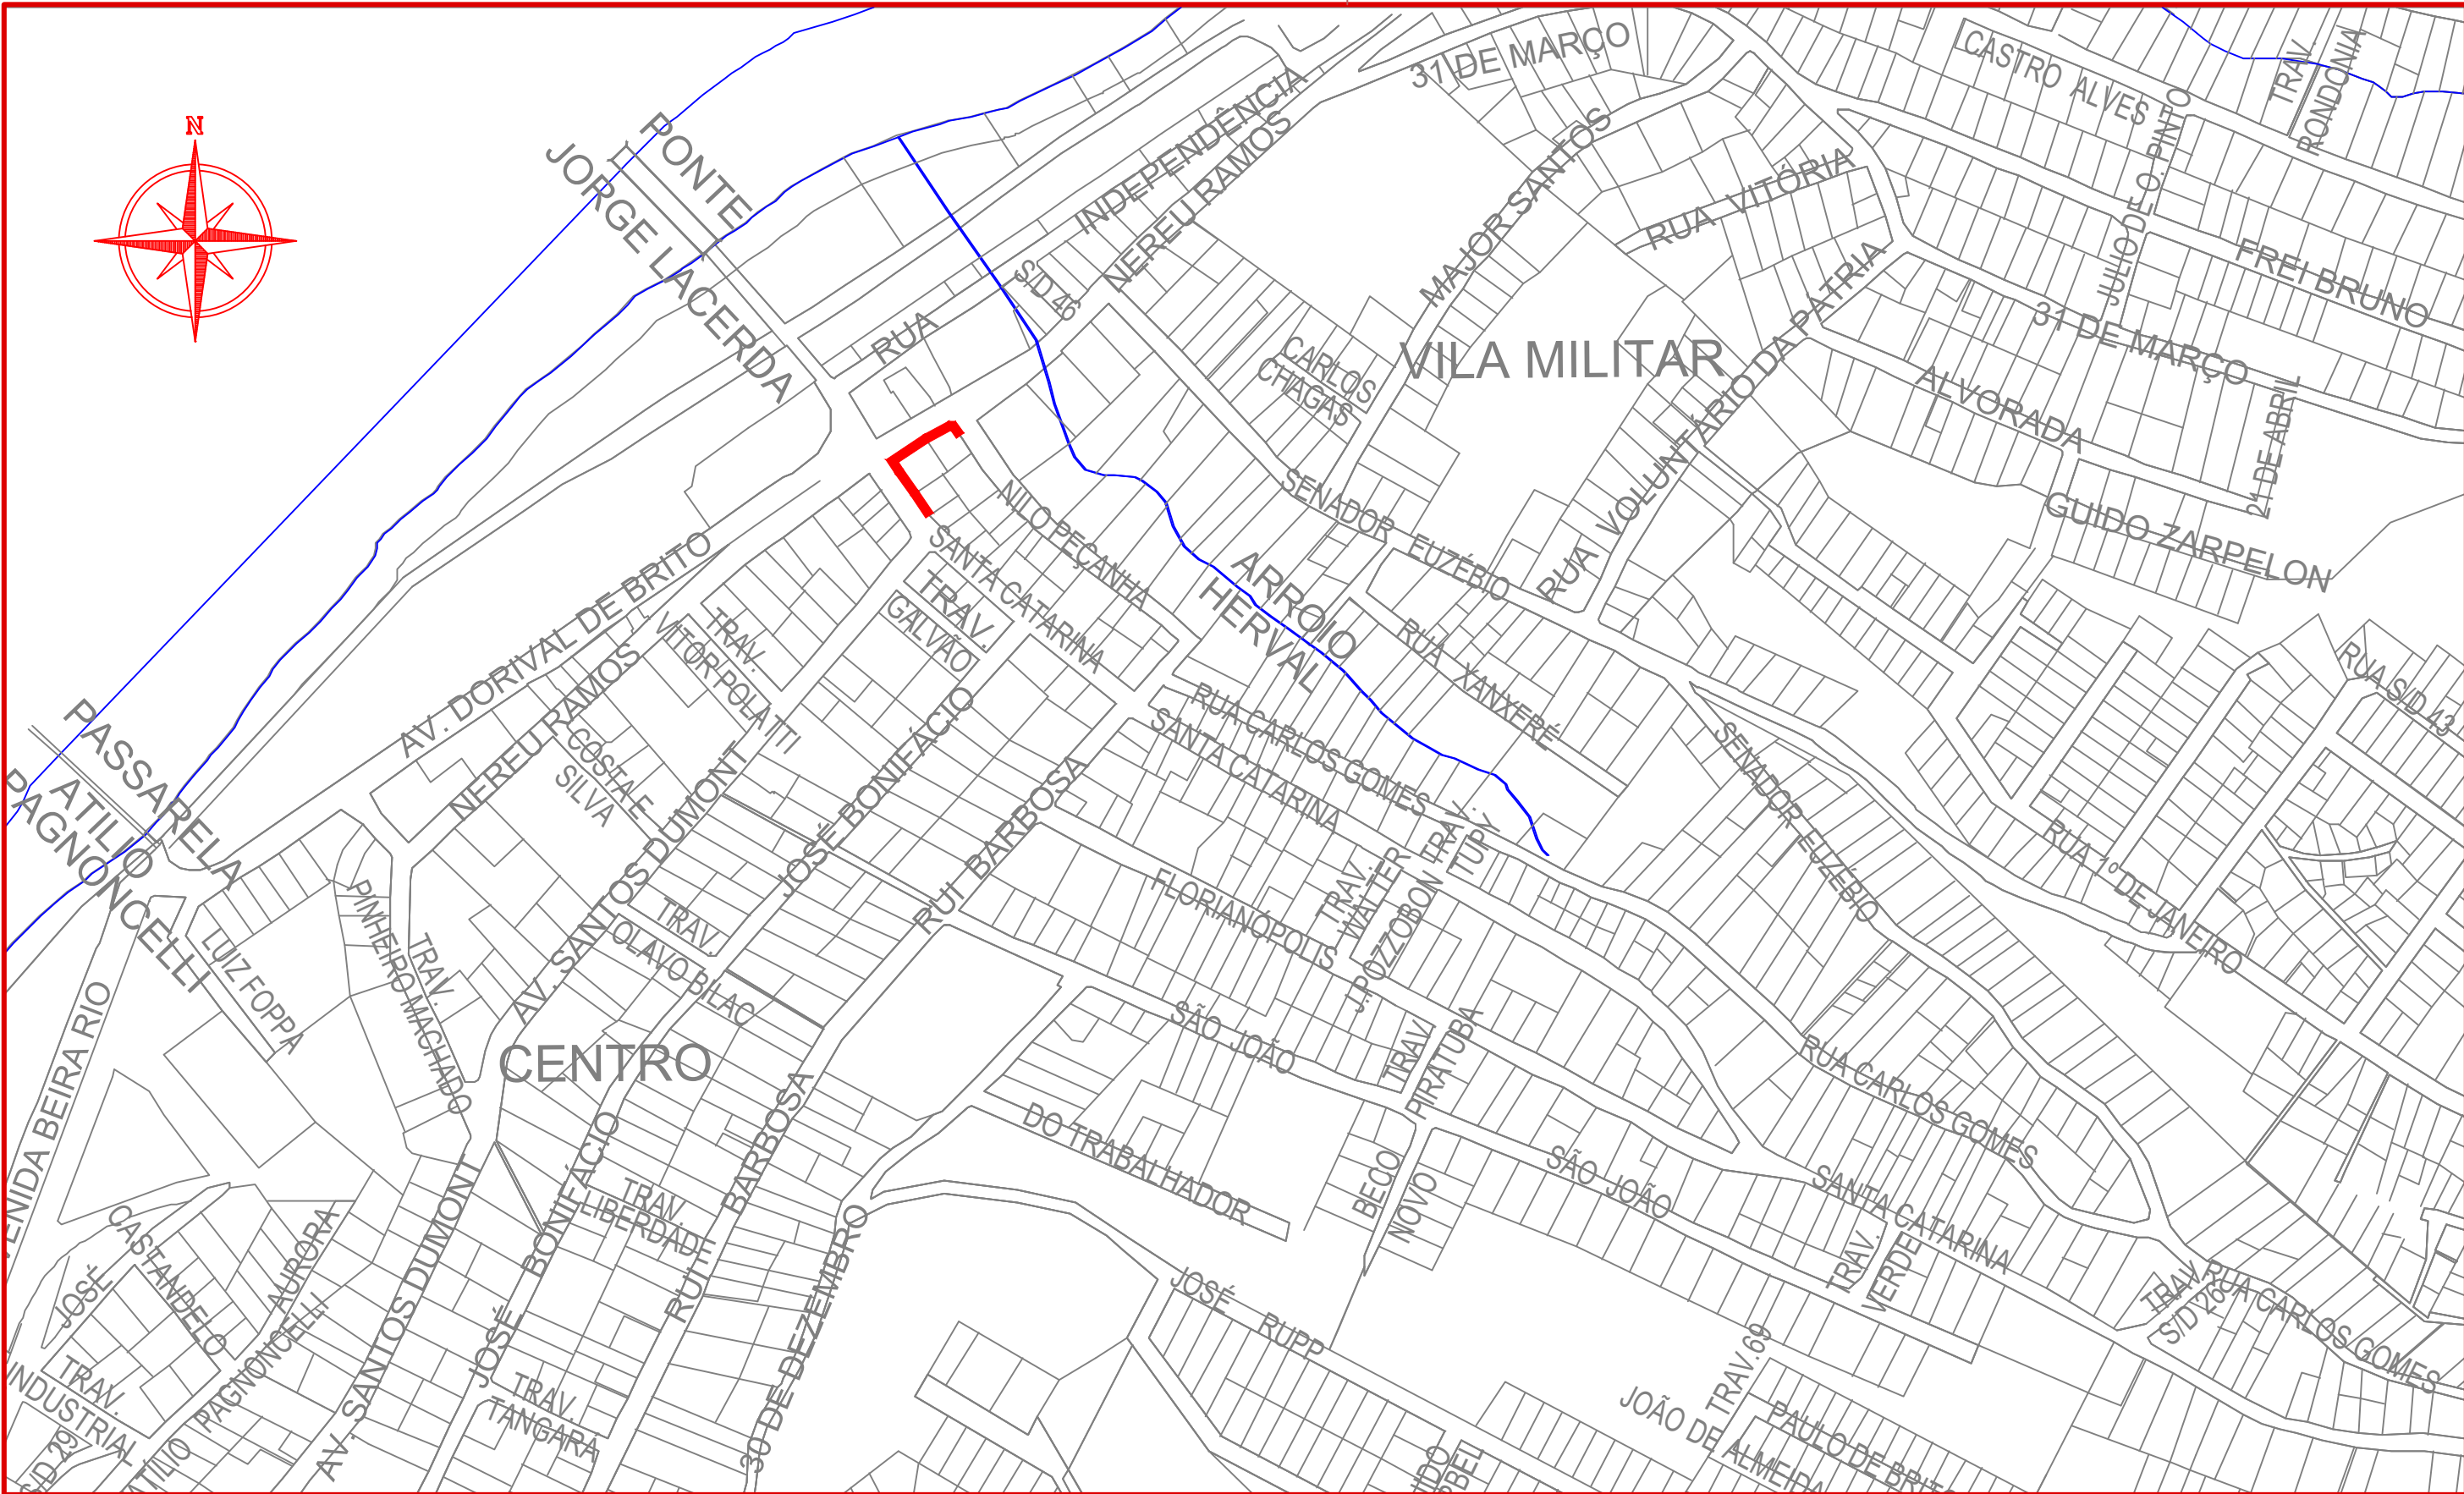 N
PONTE
JORGE LACERDA
31 DE MARÇO
CASTRO ALVES
TRAV.
RONDONIA
JULIO DE O. PINTO
RUA
INDEPENDÊNCIA
NEREU RAMOS
S/D 46
MAJOR SANTOS
RUA VITÓRIA
FREI BRUNO
31 DE MARÇO
CARLOS
CHAGAS
VILA MILITAR
RUA VOLUNTÁRIO DA PATRIA
ALVORADA
21 DE ABRIL
GUIDO ZARPELON
NILO PEÇANHA
SENADOR EUZÉBIO
SANTA CATARINA
TRAV.
GALVÃO
ARROIO
HERVAL
RUA XANXERÉ
AV. DORIVAL DE BRITO
TRAV.
VITOR POLATTI
NEREU RAMOS
COSTA E
SILVA
RUA S/D 43
PASSARELA
ATILIO
PAGNONCELLI
RUA CARLOS GOMES
SANTA CATARINA
SENADOR EUZÉBIO
AV. SANTOS DUMONT
JOSÉ BONIFÁCIO
RUI BARBOSA
TRAV.
TUPY
TRAV.
WALTER
J.POZZOBON
RUA 1º DE JANEIRO
FLORIANÓPOLIS
TRAV.
OLAVO BILAC
LUIZ FOPPA
TRAV.
PINHEIRO MACHADO
SÃO JOÃO
TRAV.
PIRATUBA
CENTRO
RUA CARLOS GOMES
DO TRABALHADOR
BECO
NOVO
SÃO JOÃO
SANTA CATARINA
TRAV.
VERDE
TRAV.
LIBERDADE
JOSÉ BONIFÁCIO
RUI BARBOSA
30 DE DEZEMBRO
AV. SANTOS DUMONT
JOSÉ
CASTANDELO
AURORA
JOSÉ RUPP
TRAV.
S/D 26
RUA CARLOS GOMES
TRAV.
INDUSTRIAL
S/D 29
PAGNONCELLI
TRAV.
TANGARÁ
TRAV.69
JOÃO DE ALMEIDA
PAULO DE BRITO
BEIRA RIO